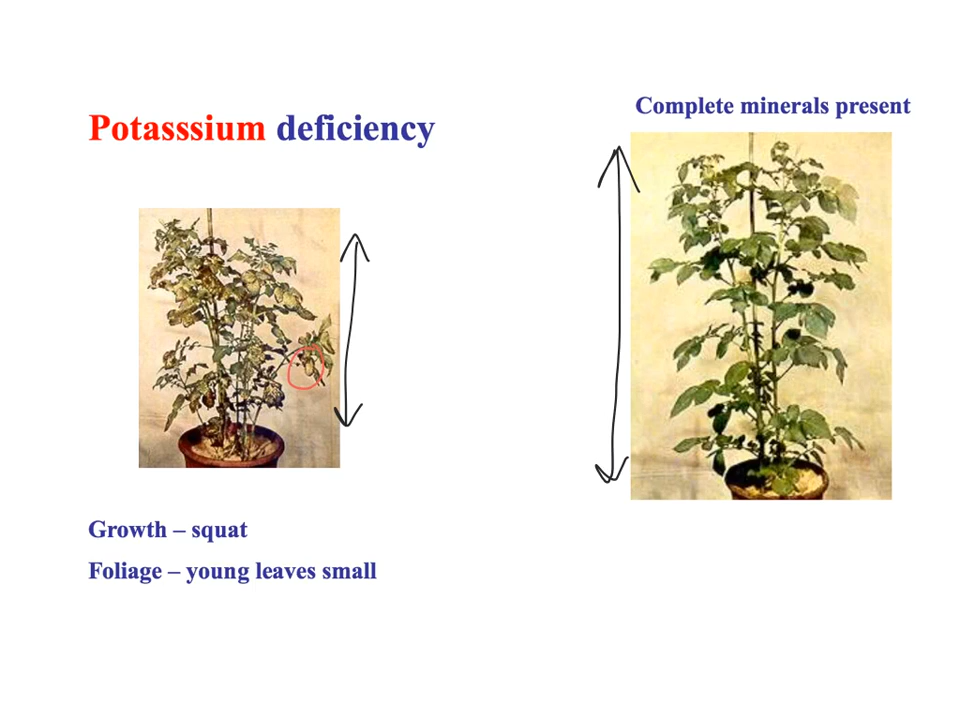 Complete minerals present
Potasssium deficiency
Growth – squat
Foliage – young leaves small